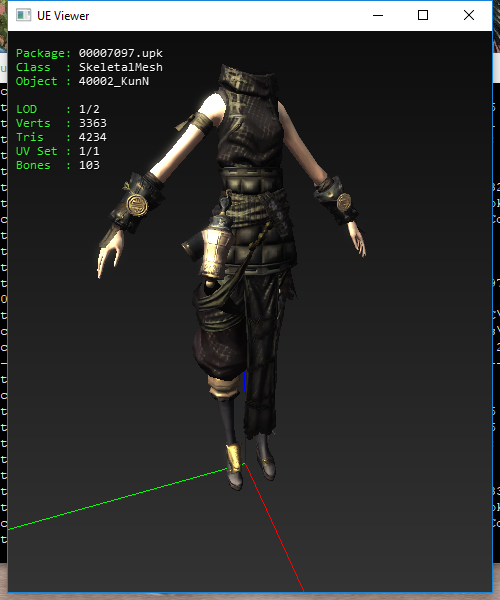 UE Viewer
Package: 00007097.upk
Class : SkeletalMesh
Object : 40002_KunN
LOD : 1/2
Verts : 3363
Tris : 4234
UV Set : 1/1
Bones : 103